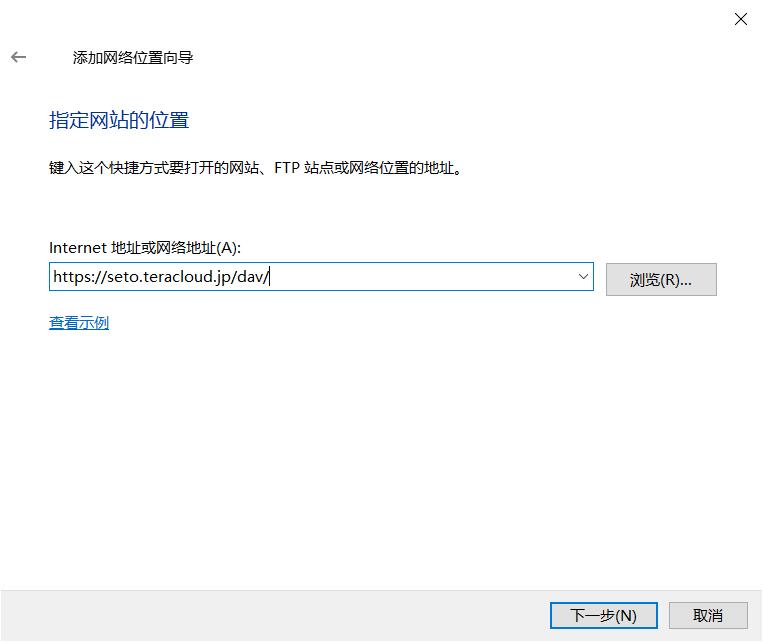 添加网络位置向导
指定网站的位置
键入这个快捷方式要打开的网站、FTP 站点或网络位置的地址。
Internet 地址或网络地址(A):
https://seto.teracloud.jp/dav/
浏览(R)...
查看示例
下一步(N)
取消